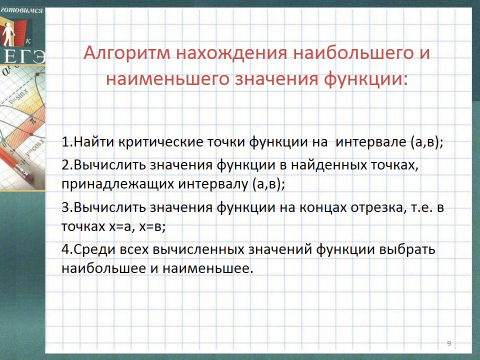 готовимся
к
ЕГЭ
Алгоритм нахождения наибольшего и
наименьшего значения функции:
1.Найти критические точки функции на интервале (а,в);
2.Вычислить значения функции в найденных точках,
принадлежащих интервалу (а,в);
3.Вычислить значения функции на концах отрезка, т.е. в
точках х=а, х=в;
4.Среди всех вычисленных значений функции выбрать
наибольшее и наименьшее.
9